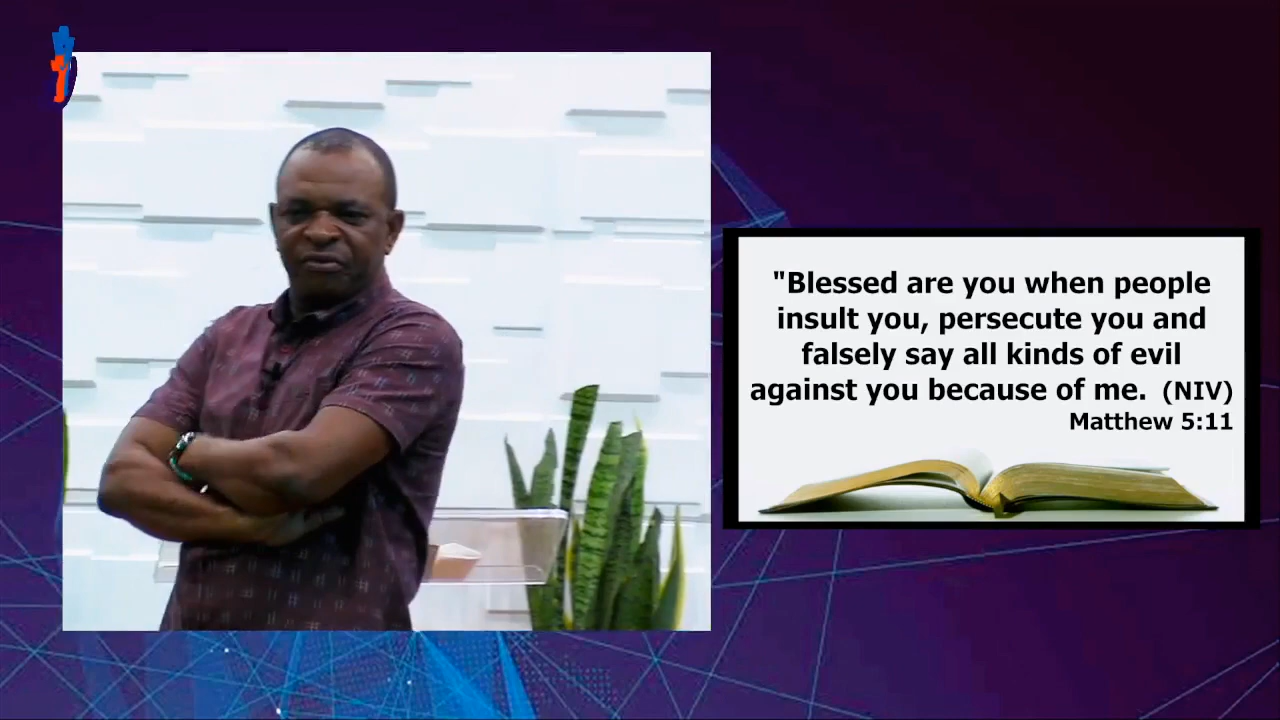 "Blessed are you when people
insult you, persecute you and
falsely say all kinds of evil
against you because of me. (NIV)
Matthew 5:11